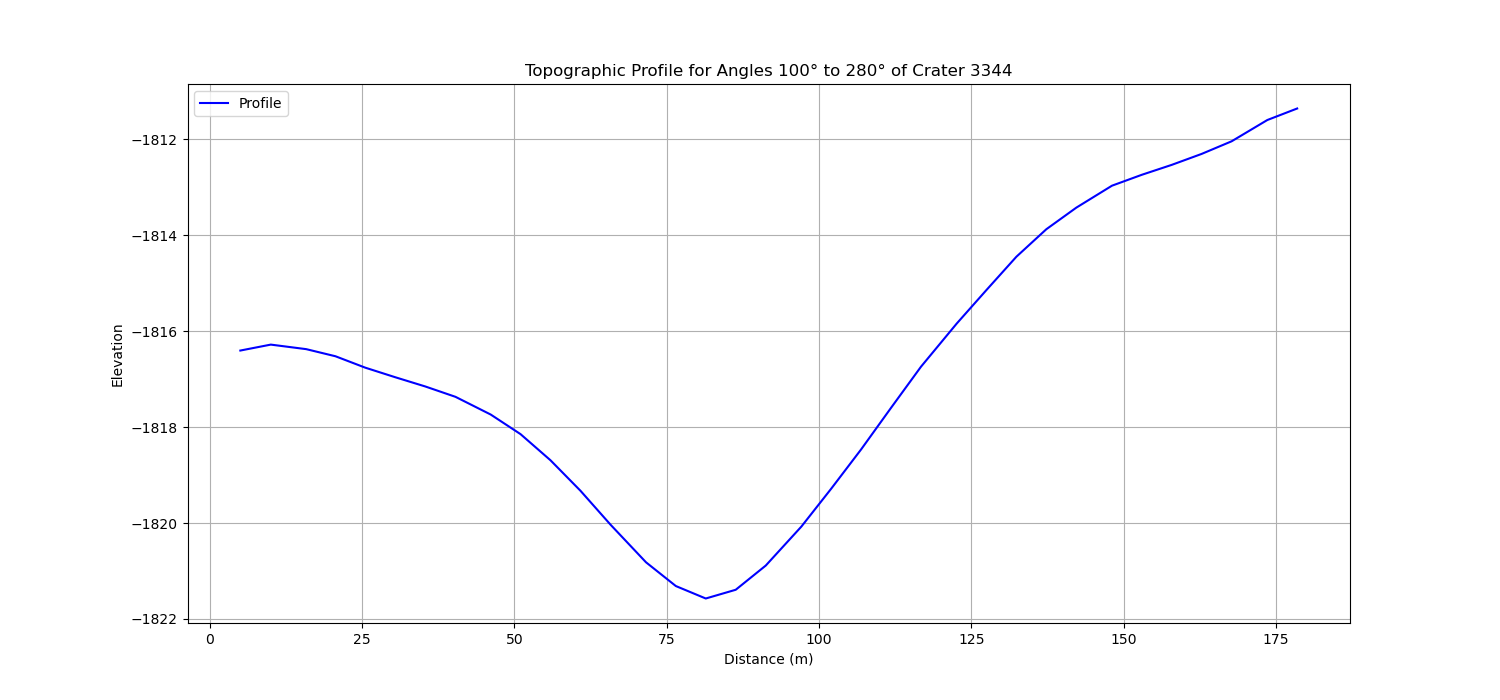 Topographic Profile for Angles 100° to 280° of Crater 3344
Profile
−1812
−1814
−1816
−1818
−1820
−1822
Elevation
0 25 50 75 100 125 150 175
Distance (m)